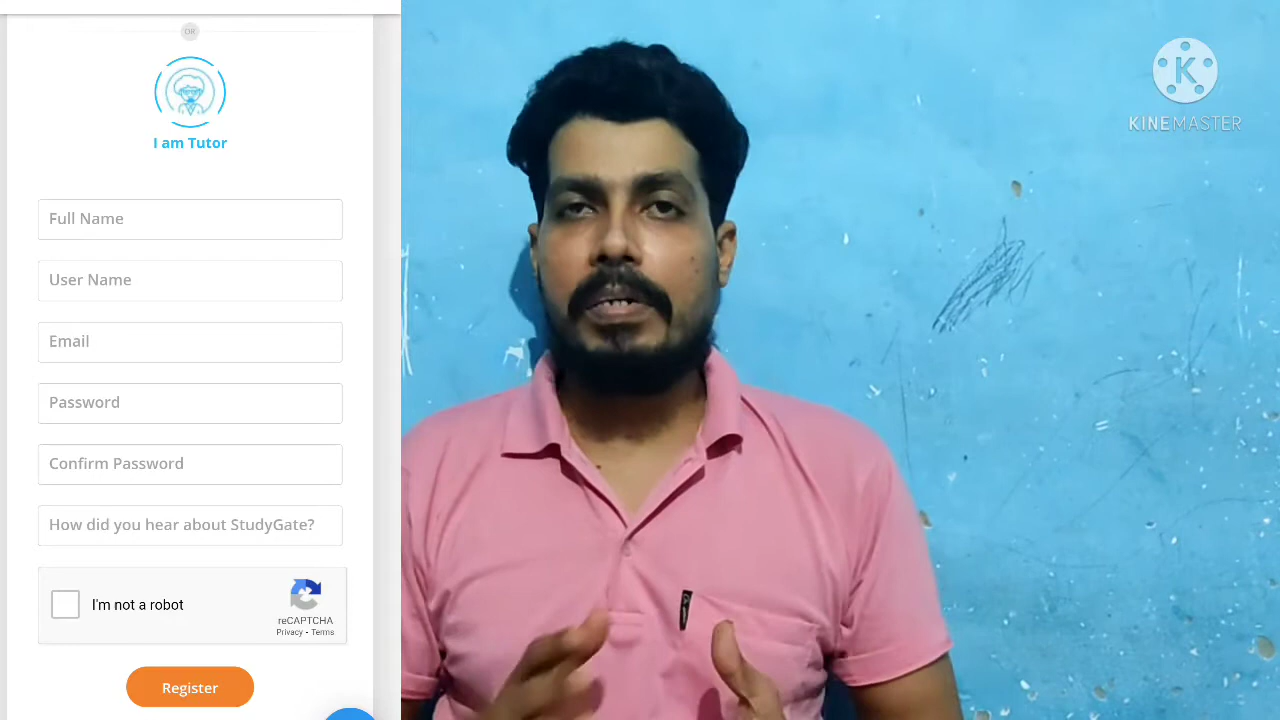 OR
I am Tutor
Full Name
User Name
Email
Password
Confirm Password
How did you hear about StudyGate?
I'm not a robot
reCAPTCHA
Privacy - Terms
Register
K
KINEMASTER